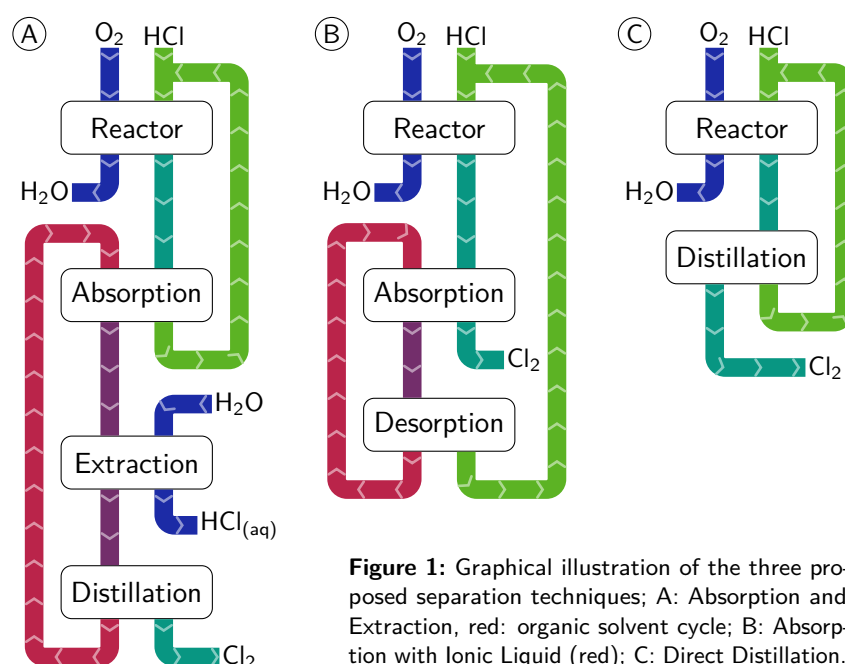 A
O₂ HCl
Reactor
H₂O
Absorption
H₂O
Extraction
HCl(aq)
Distillation
Cl₂
B
O₂ HCl
Reactor
H₂O
Absorption
Cl₂
Desorption
C
O₂ HCl
Reactor
H₂O
Distillation
Cl₂
Figure 1: Graphical illustration of the three pro-
posed separation techniques; A: Absorption and
Extraction, red: organic solvent cycle; B: Absorp-
tion with Ionic Liquid (red); C: Direct Distillation.